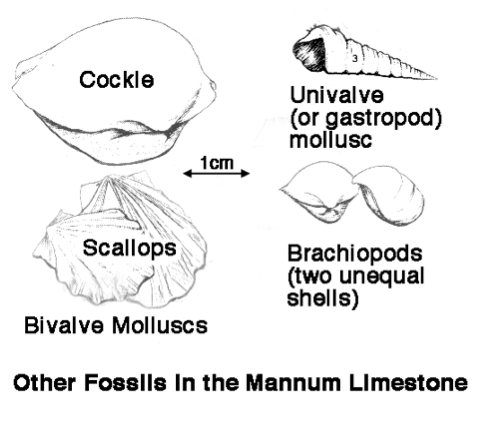 Cockle
3
Univalve
(or gastropod)
mollusc
1cm
Scallops
Brachiopods
(two unequal
shells)
Bivalve Molluscs
Other Fossils in the Mannum Limestone